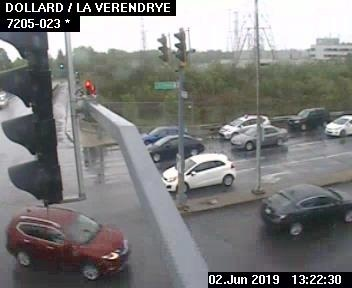 DOLLARD / LA VERENDRYE
7205-023 *
02.Jun 2019 13:22:30